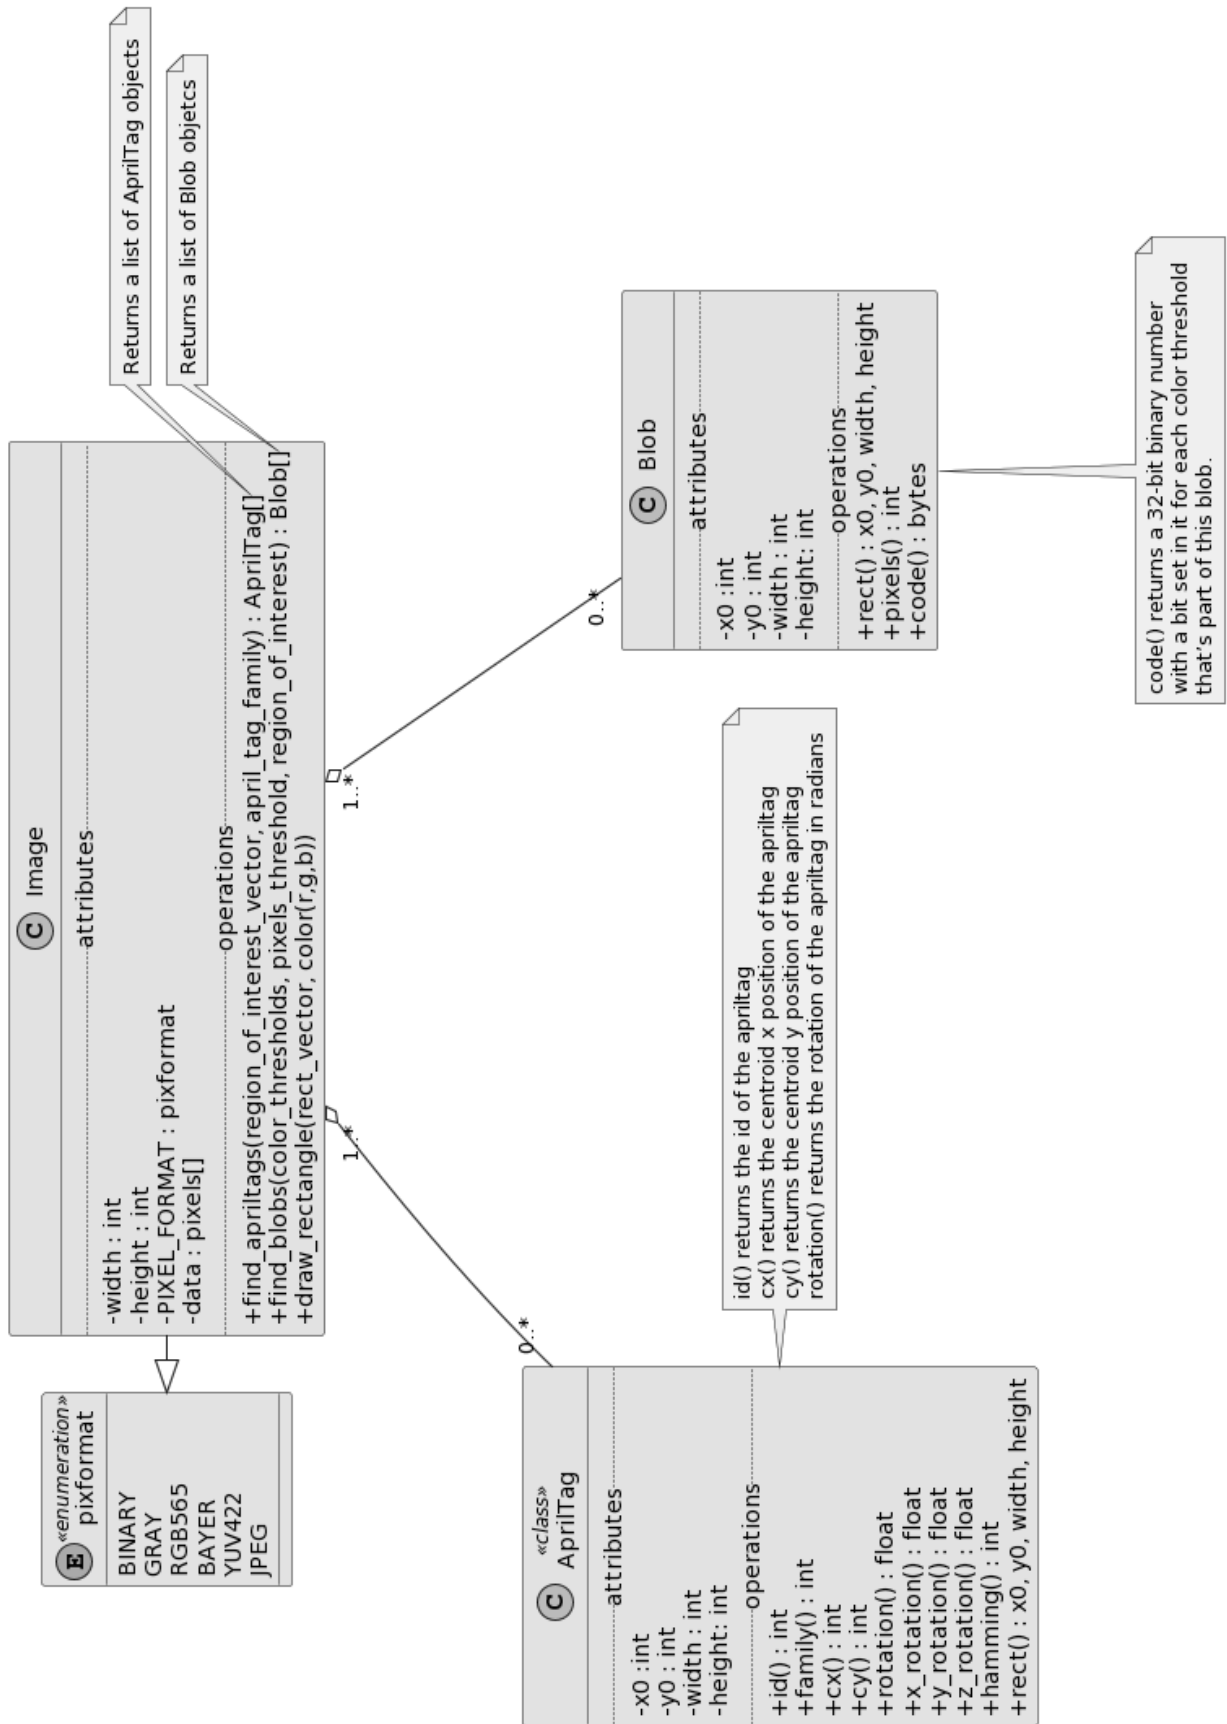 Returns a list of AprilTag objects
Returns a list of Blob objetcs
C Image
attributes
-width : int
-height : int
-PIXEL_FORMAT : pixformat
-data : pixels[]
operations
+find_apriltags(region_of_interest_vector, april_tag_family) : AprilTag[]
+find_blobs(color_thresholds, pixels_threshold, region_of_interest) : Blob[]
+draw_rectangle(rect_vector, color(r,g,b))
«enumeration»
E pixformat
BINARY
GRAY
RGB565
BAYER
YUV422
JPEG
1..*
0..*
1..*
0..*
«class»
C AprilTag
attributes
-x0 :int
-y0 : int
-width : int
-height: int
operations
+id() : int
+family() : int
+cx() : int
+cy() : int
+rotation() : float
+x_rotation() : float
+y_rotation() : float
+z_rotation() : float
+hamming() : int
+rect() : x0, y0, width, height
id() returns the id of the apriltag
cx() returns the centroid x position of the apriltag
cy() returns the centroid y position of the apriltag
rotation() returns the rotation of the apriltag in radians
C Blob
attributes
-x0 :int
-y0 : int
-width : int
-height: int
operations
+rect() : x0, y0, width, height
+pixels() : int
+code() : bytes
code() returns a 32-bit binary number
with a bit set in it for each color threshold
that's part of this blob.